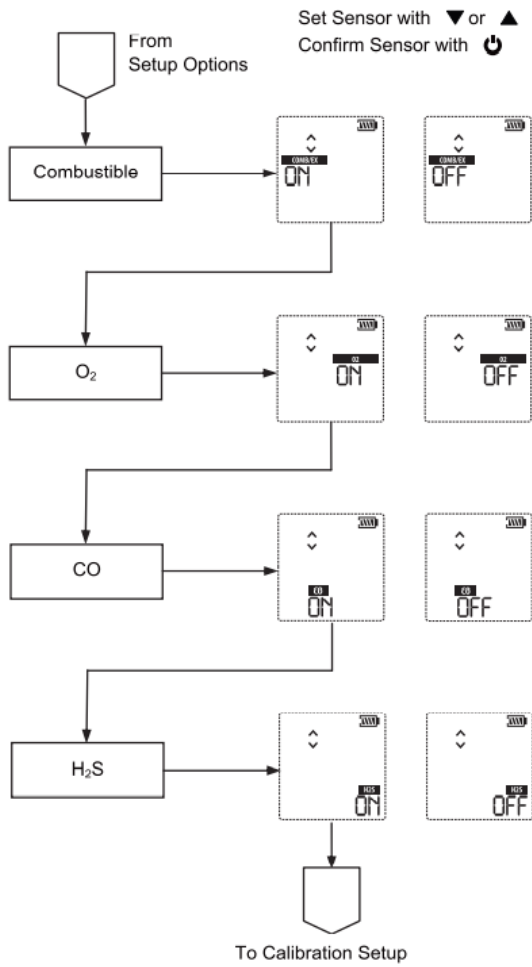 Set Sensor with ▼ or ▲
Confirm Sensor with ⏻
From
Setup Options
Combustible
COMB/EX
ON
COMB/EX
OFF
O₂
O2
ON
O2
OFF
CO
CO
ON
CO
OFF
H₂S
H2S
ON
H2S
OFF
To Calibration Setup